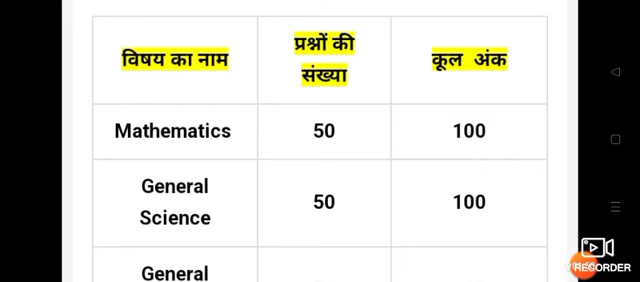 विषय का नाम
प्रश्नों की
संख्या
कूल अंक
Mathematics
50
100
General
Science
50
100
General
RECORDER